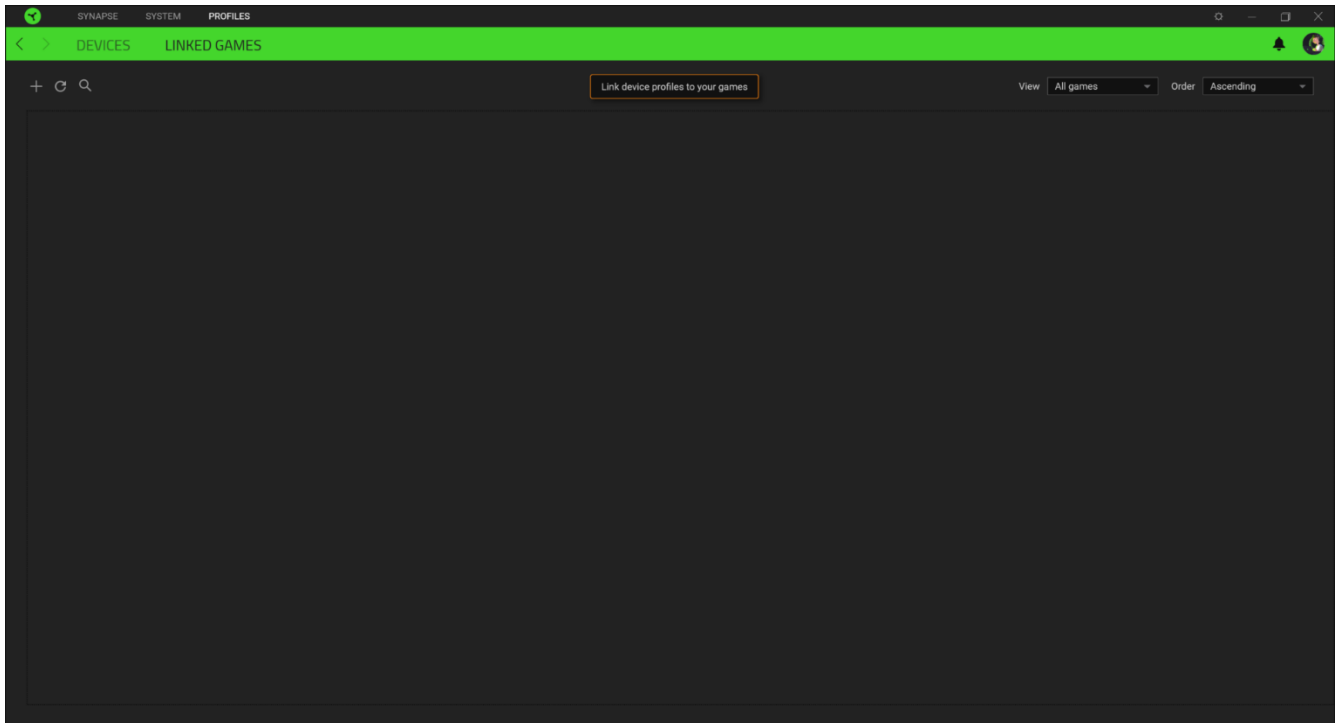 SYNAPSE SYSTEM PROFILES
DEVICES LINKED GAMES
Link device profiles to your games View All games Order Ascending